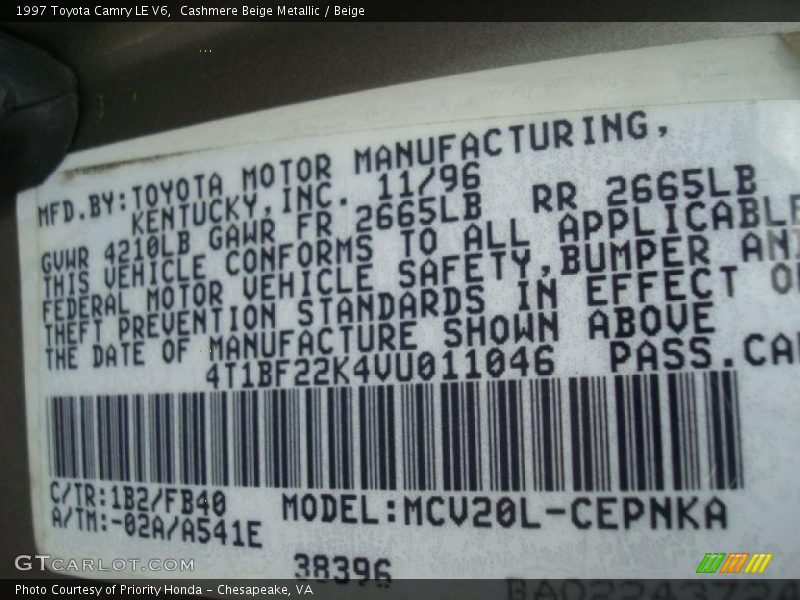 1997 Toyota Camry LE V6,  Cashmere Beige Metallic / Beige
MFD.BY:TOYOTA MOTOR MANUFACTURING,
KENTUCKY,INC. 11/96
GVWR 4210LB GAWR FR 2665LB RR 2665LB
THIS VEHICLE CONFORMS TO ALL APPLICABLE
FEDERAL MOTOR VEHICLE SAFETY,BUMPER AN
THEFT PREVENTION STANDARDS IN EFFECT O
THE DATE OF MANUFACTURE SHOWN ABOVE
4T1BF22K4VU011046 PASS.CA
C/TR:1B2/FB40 MODEL:MCV20L-CEPNKA
A/TM:-02A/A541E
38396
GTCARLOT.COM
Photo Courtesy of Priority Honda - Chesapeake, VA